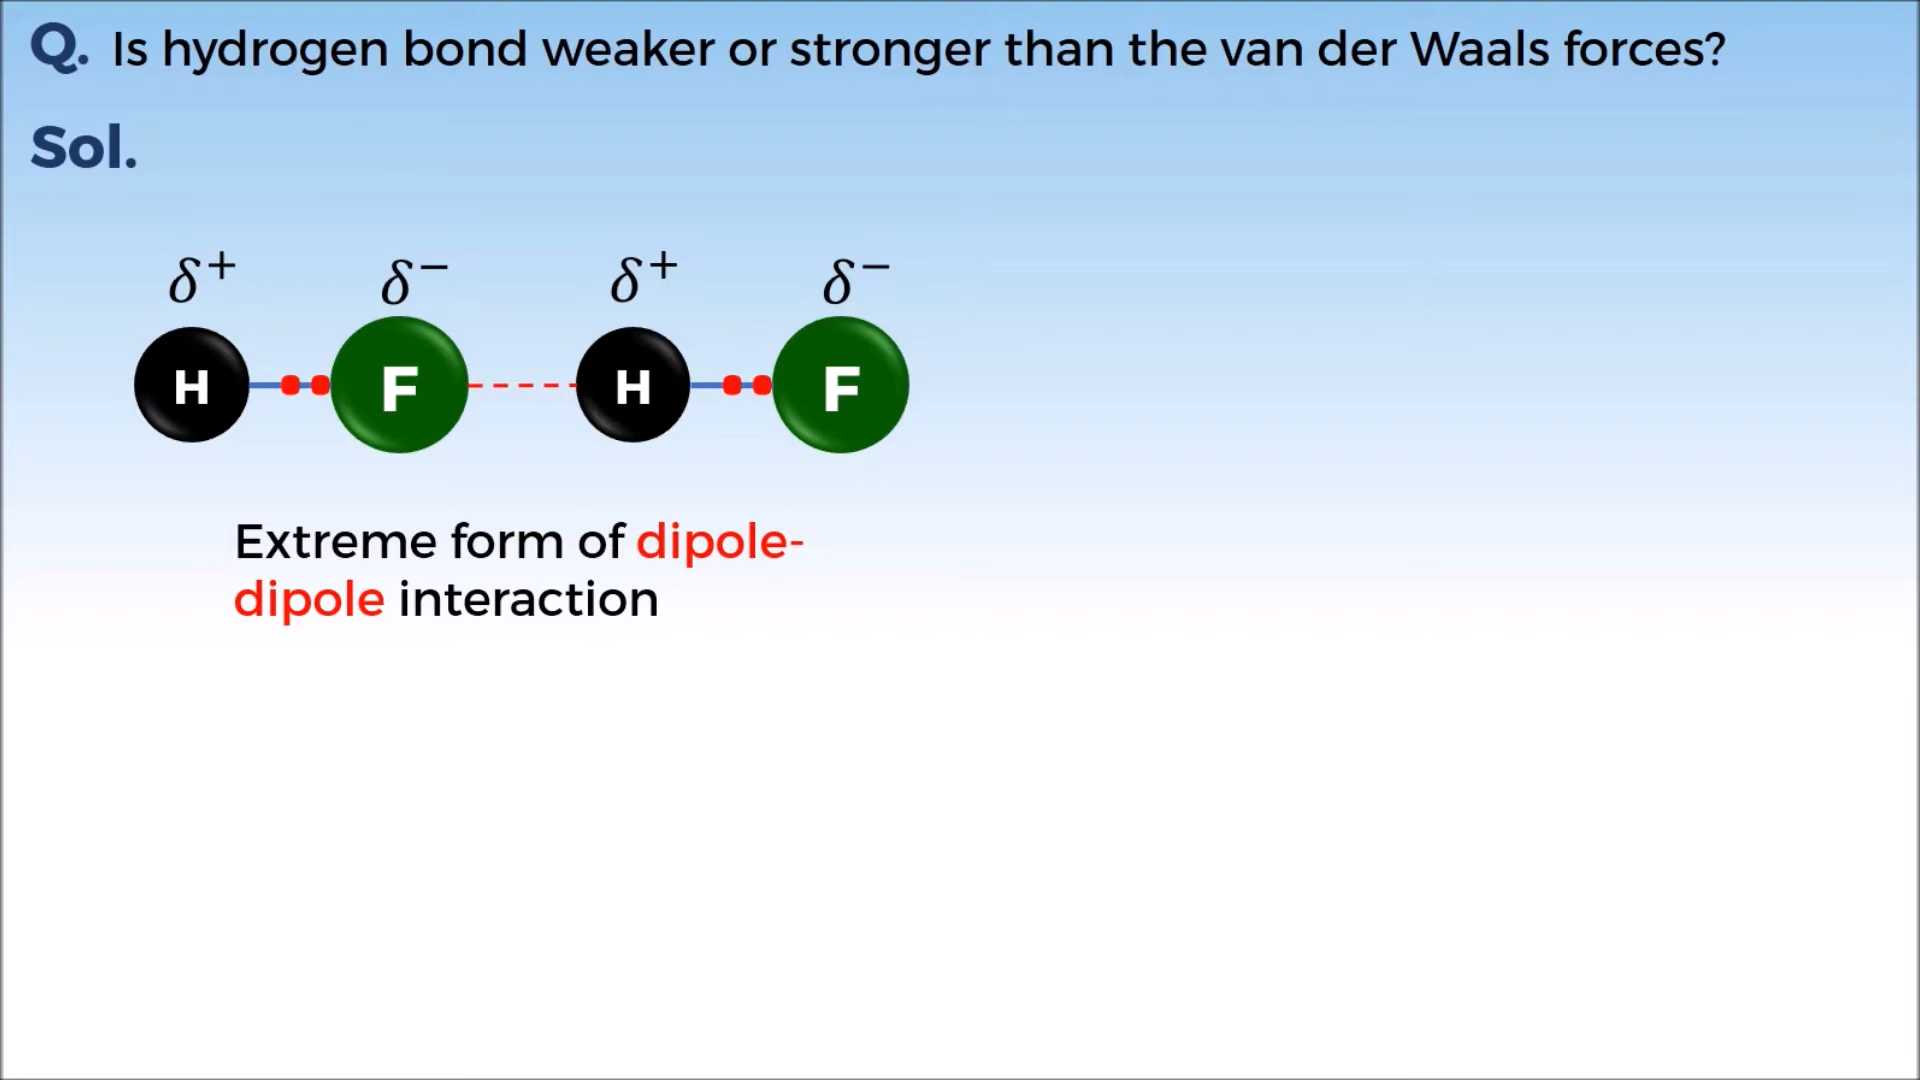 Q. Is hydrogen bond weaker or stronger than the van der Waals forces?
Sol.
δ⁺ δ⁻ δ⁺ δ⁻
H F H F
Extreme form of dipole-
dipole interaction